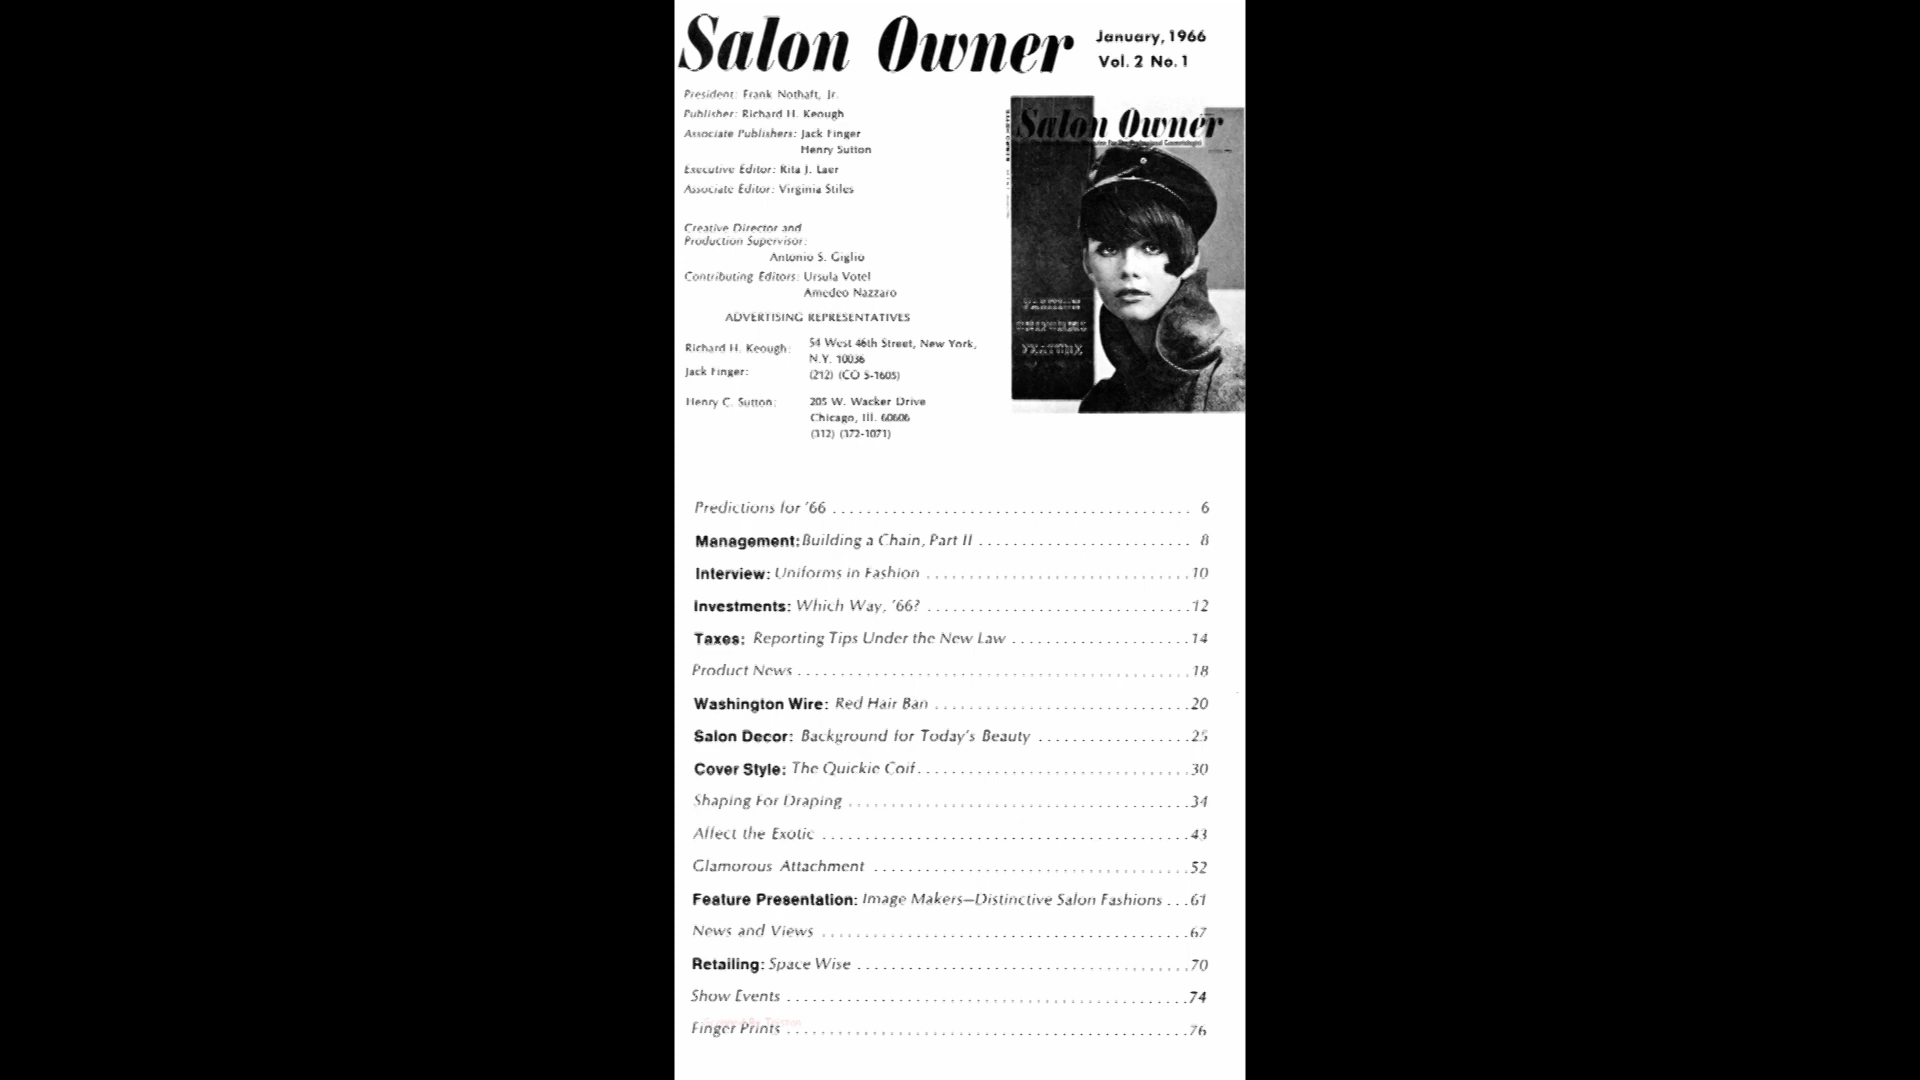 Salon Owner
January, 1966
Vol. 2 No. 1
President: Frank Nothaft, Jr.
Publisher: Richard H. Keough
Associate Publishers: Jack Finger
Henry Sutton
Executive Editor: Rita J. Laer
Associate Editor: Virginia Stiles
Creative Director and
Production Supervisor:
Antonio S. Giglio
Contributing Editors: Ursula Votel
Amedeo Nazzaro
ADVERTISING REPRESENTATIVES
Richard H. Keough: 54 West 46th Street, New York,
N.Y. 10036
Jack Finger: (212) (CO 5-1605)
Henry C. Sutton: 205 W. Wacker Drive
Chicago, Ill. 60606
(312) (372-1071)
Salon Owner
FASHION
UNIFORMS
FEATURE
Predictions for '66 6
Management: Building a Chain, Part II 8
Interview: Uniforms in Fashion 10
Investments: Which Way, '66? 12
Taxes: Reporting Tips Under the New Law 14
Product News 18
Washington Wire: Red Hair Ban 20
Salon Decor: Background for Today's Beauty 25
Cover Style: The Quickie Coif 30
Shaping For Draping 34
Affect the Exotic 43
Glamorous Attachment 52
Feature Presentation: Image Makers—Distinctive Salon Fashions 61
News and Views 67
Retailing: Space Wise 70
Show Events 74
Finger Prints 76